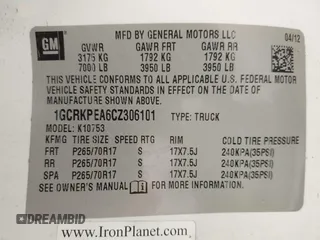 GM
MFD BY GENERAL MOTORS LLC
04/12
GVWR GAWR FRT GAWR RR
3175 KG 1792 KG 1792 KG
7000 LB 3950 LB 3950 LB
THIS VEHICLE CONFORMS TO ALL APPLICABLE U.S. FEDERAL MOTOR
VEHICLE SAFETY STANDARDS IN EFFECT ON THE DATE OF
MANUFACTURE SHOWN ABOVE.
1GCRKPEA6CZ306101 TYPE: TRUCK
MODEL: K10753
KFMG TIRE SIZE SPEED RTG RIM COLD TIRE PRESSURE
FRT P265/70R17 S 17X7.5J 240KPA(35PSI)
RR P265/70R17 S 17X7.5J 240KPA(35PSI)
SPA P265/70R17 S 17X7.5J 240KPA(35PSI)
SEE OWNER'S MANUAL FOR MORE INFORMATION.
www.IronPlanet.com
DREAMBID